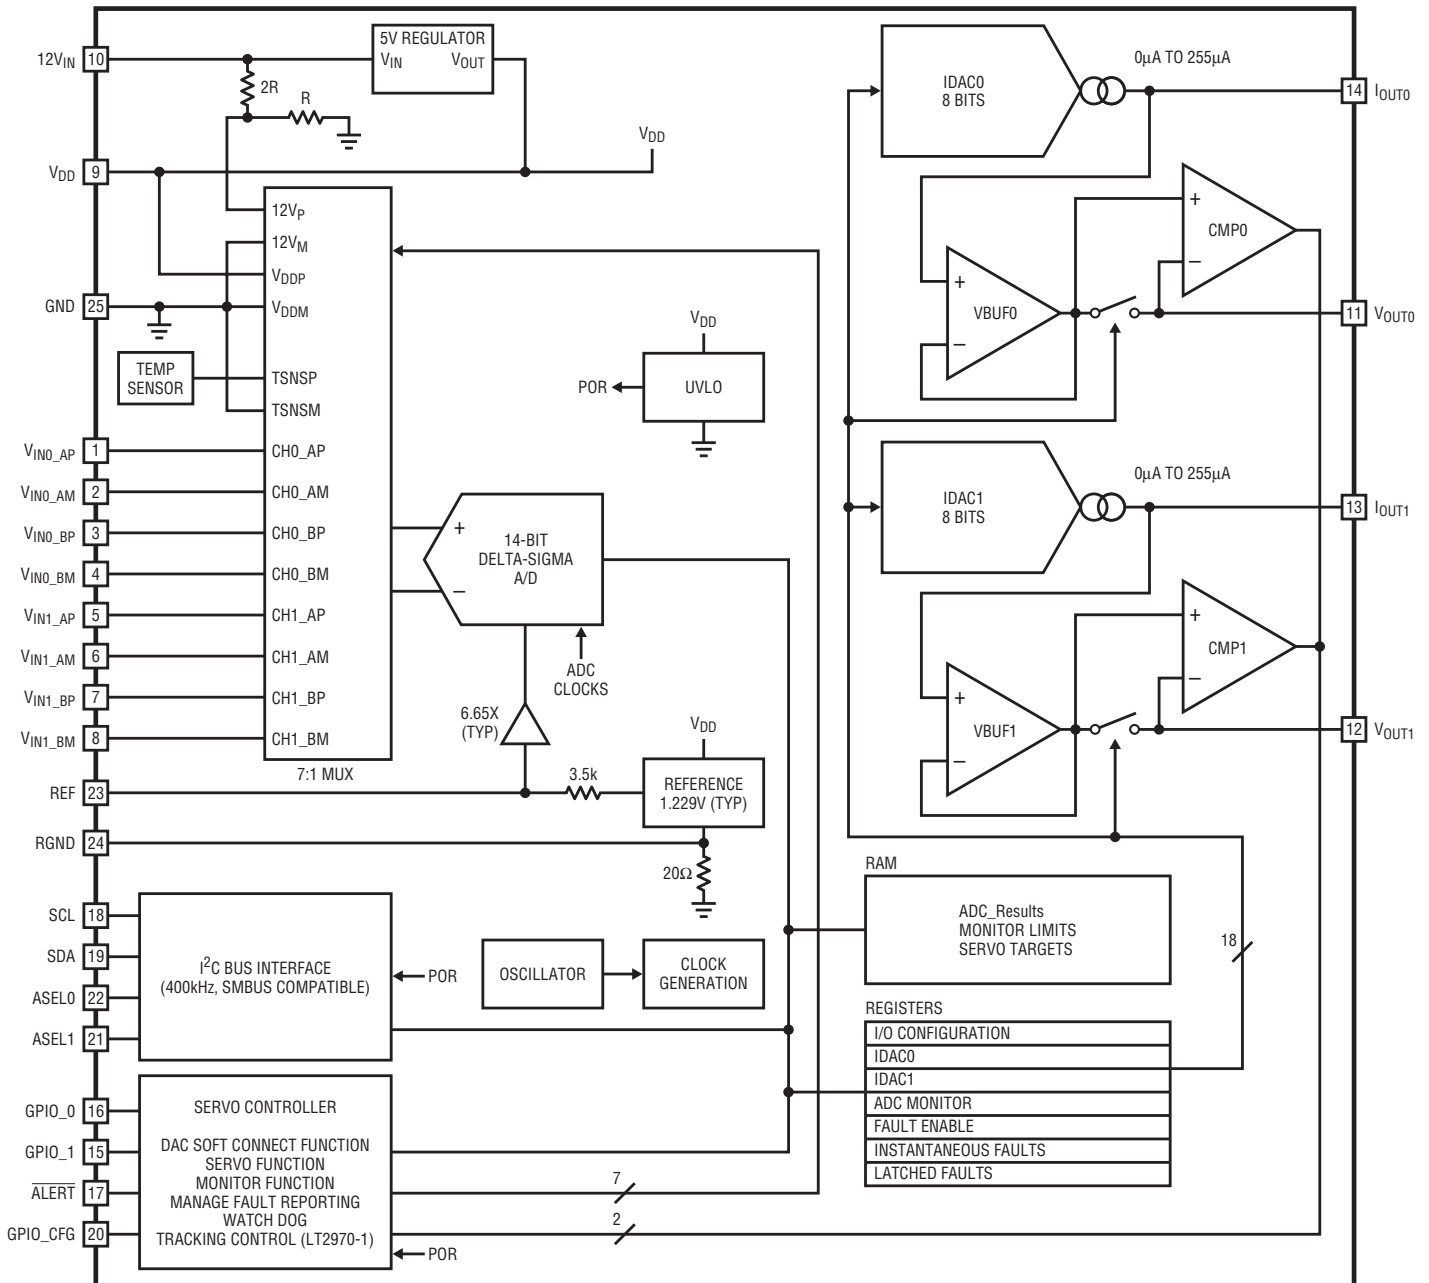 12VIN 10
5V REGULATOR
VIN VOUT
2R
R
VDD 9
VDD
12VP
12VM
VDDP
GND 25
VDDM
TEMP
SENSOR
TSNSP
TSNSM
VIN0_AP 1 CH0_AP
VIN0_AM 2 CH0_AM
VIN0_BP 3 CH0_BP
VIN0_BM 4 CH0_BM
VIN1_AP 5 CH1_AP
VIN1_AM 6 CH1_AM
VIN1_BP 7 CH1_BP
VIN1_BM 8 CH1_BM
7:1 MUX
VDD
POR
UVLO
+
14-BIT
DELTA-SIGMA
A/D
–
ADC
CLOCKS
6.65X
(TYP)
VDD
REF 23
3.5k
REFERENCE
1.229V (TYP)
RGND 24
20Ω
SCL 18
SDA 19
ASEL0 22
ASEL1 21
I2C BUS INTERFACE
(400kHz, SMBUS COMPATIBLE)
POR
OSCILLATOR
CLOCK
GENERATION
GPIO_0 16
GPIO_1 15
ALERT 17
GPIO_CFG 20
SERVO CONTROLLER
DAC SOFT CONNECT FUNCTION
SERVO FUNCTION
MONITOR FUNCTION
MANAGE FAULT REPORTING
WATCH DOG
TRACKING CONTROL (LT2970-1)
POR
7
2
IDAC0
8 BITS
0µA TO 255µA
14 IOUT0
+
CMP0
–
+
VBUF0
–
11 VOUT0
IDAC1
8 BITS
0µA TO 255µA
13 IOUT1
+
CMP1
–
+
VBUF1
–
12 VOUT1
RAM
ADC_Results
MONITOR LIMITS
SERVO TARGETS
18
REGISTERS
I/O CONFIGURATION
IDAC0
IDAC1
ADC MONITOR
FAULT ENABLE
INSTANTANEOUS FAULTS
LATCHED FAULTS